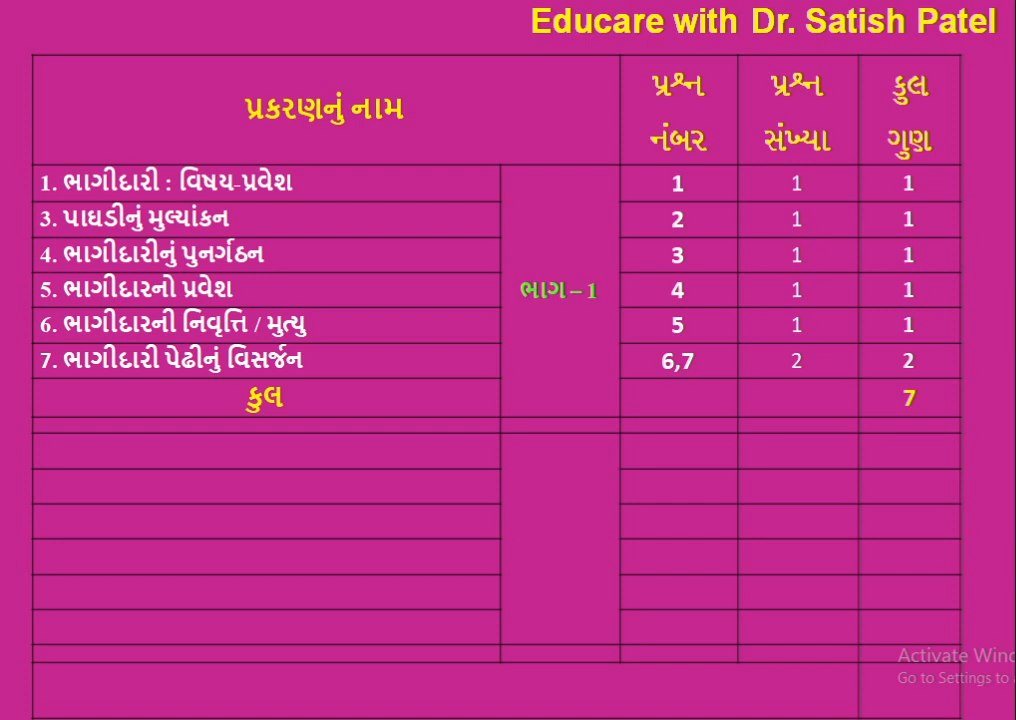 Educare with Dr. Satish Patel
પ્રકરણનું નામ પ્રશ્ન નંબર પ્રશ્ન સંખ્યા કુલ ગુણ
1. ભાગીદારી : વિષય-પ્રવેશ 1 1 1
3. પાઘડીનું મુલ્યાંકન 2 1 1
4. ભાગીદારીનું પુનર્ગઠન 3 1 1
5. ભાગીદારનો પ્રવેશ ભાગ – 1 4 1 1
6. ભાગીદારની નિવૃત્તિ / મુત્યુ 5 1 1
7. ભાગીદારી પેઢીનું વિસર્જન 6,7 2 2
કુલ 7
Activate Winc
Go to Settings to